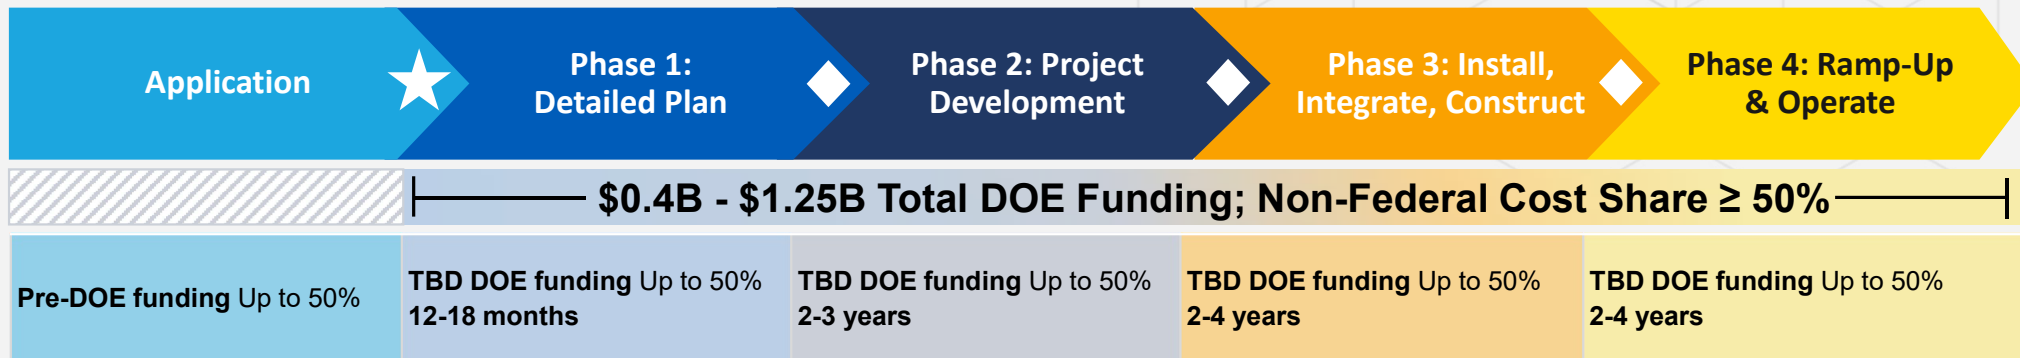 Application
Phase 1:
Detailed Plan
Phase 2: Project
Development
Phase 3: Install,
Integrate, Construct
Phase 4: Ramp-Up
& Operate
$0.4B - $1.25B Total DOE Funding; Non-Federal Cost Share ≥ 50%
Pre-DOE funding Up to 50%
TBD DOE funding Up to 50%
12-18 months
TBD DOE funding Up to 50%
2-3 years
TBD DOE funding Up to 50%
2-4 years
TBD DOE funding Up to 50%
2-4 years